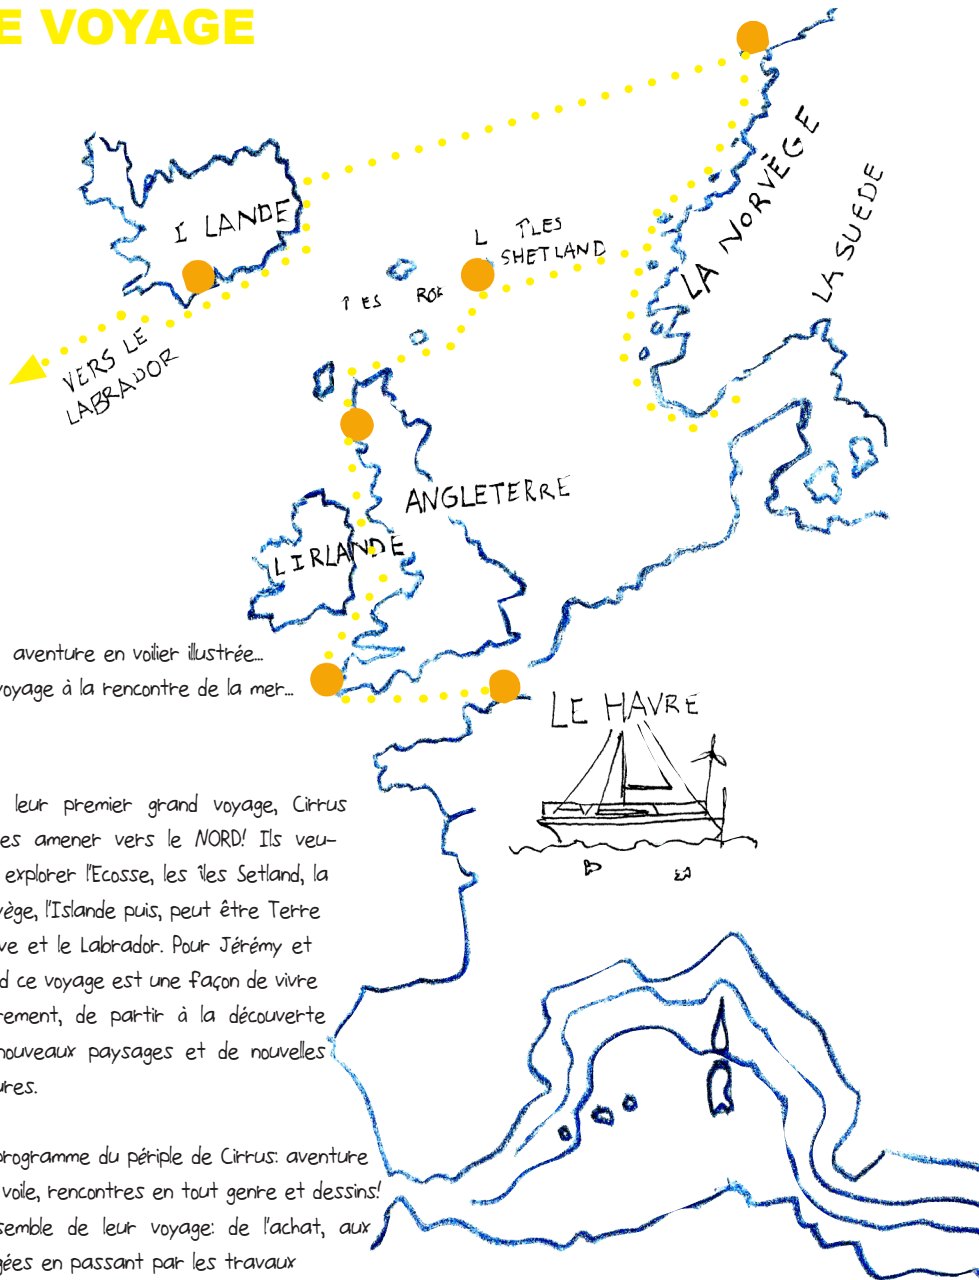 E VOYAGE
LA NORVÈGE
LA SUEDE
I LANDE
L ÎLES
SHETLAND
VERS LE
LABRADOR
ANGLETERRE
L IRLANDE
aventure en voilier illustrée...
voyage à la rencontre de la mer...
LE HAVRE
leur premier grand voyage, Cirrus
es amener vers le NORD! Ils veu-
explorer l'Ecosse, les îles Setland, la
vège, l'Islande puis, peut être Terre
ve et le Labrador. Pour Jérémy et
d ce voyage est une façon de vivre
rement, de partir à la découverte
nouveaux paysages et de nouvelles
ures.
programme du périple de Cirrus: aventure
voile, rencontres en tout genre et dessins!
semble de leur voyage: de l'achat, aux
gées en passant par les travaux